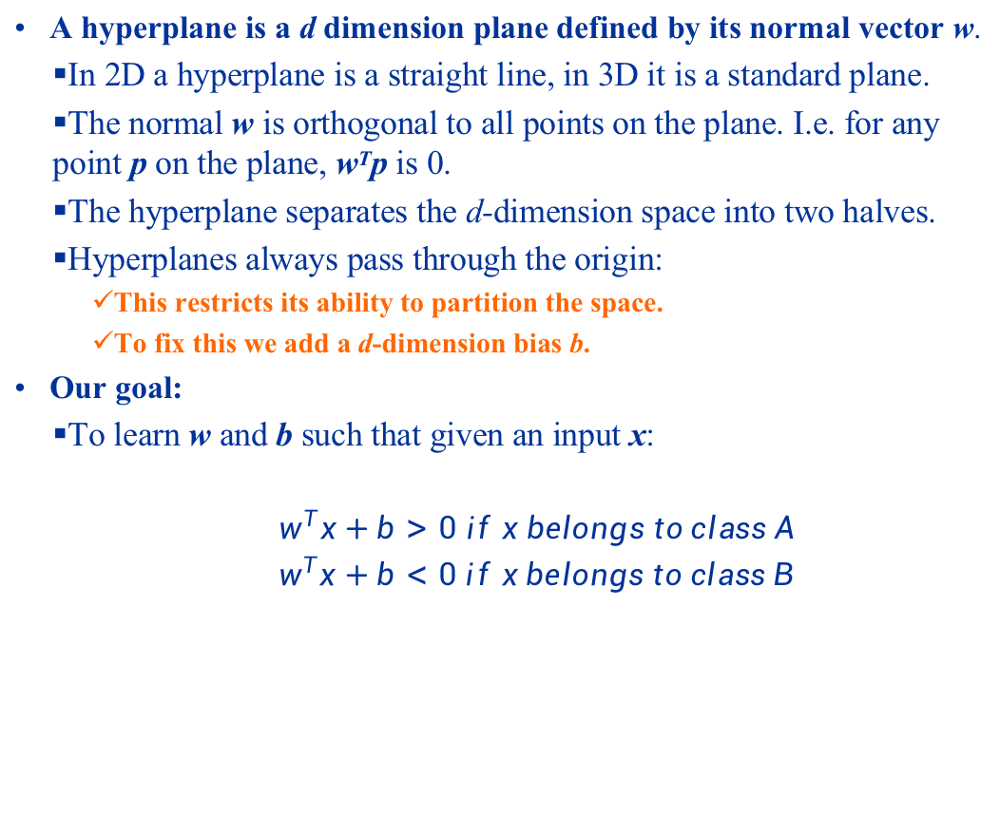 • A hyperplane is a d dimension plane defined by its normal vector w.
▪In 2D a hyperplane is a straight line, in 3D it is a standard plane.
▪The normal w is orthogonal to all points on the plane. I.e. for any
point p on the plane, wᵀp is 0.
▪The hyperplane separates the d-dimension space into two halves.
▪Hyperplanes always pass through the origin:
✓This restricts its ability to partition the space.
✓To fix this we add a d-dimension bias b.
• Our goal:
▪To learn w and b such that given an input x:
wᵀx + b > 0 if x belongs to class A
wᵀx + b < 0 if x belongs to class B